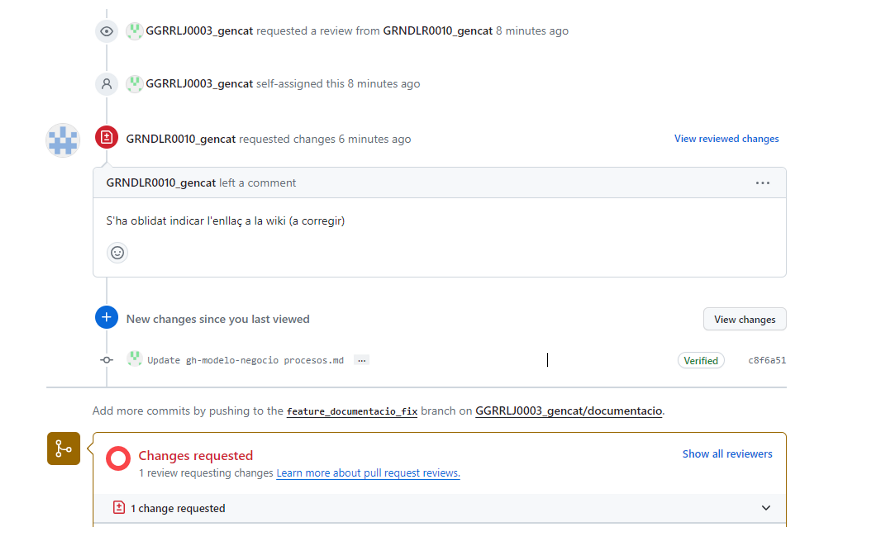 GGRRLJ0003_gencat requested a review from GRNDLR0010_gencat 8 minutes ago
GGRRLJ0003_gencat self-assigned this 8 minutes ago
GRNDLR0010_gencat requested changes 6 minutes ago View reviewed changes
GRNDLR0010_gencat left a comment ...
S'ha oblidat indicar l'enllaç a la wiki (a corregir)
New changes since you last viewed View changes
Update gh-modelo-negocio procesos.md ... Verified c8f6a51
Add more commits by pushing to the feature_documentacio_fix branch on GGRRLJ0003_gencat/documentacio.
Changes requested Show all reviewers
1 review requesting changes Learn more about pull request reviews.
1 change requested